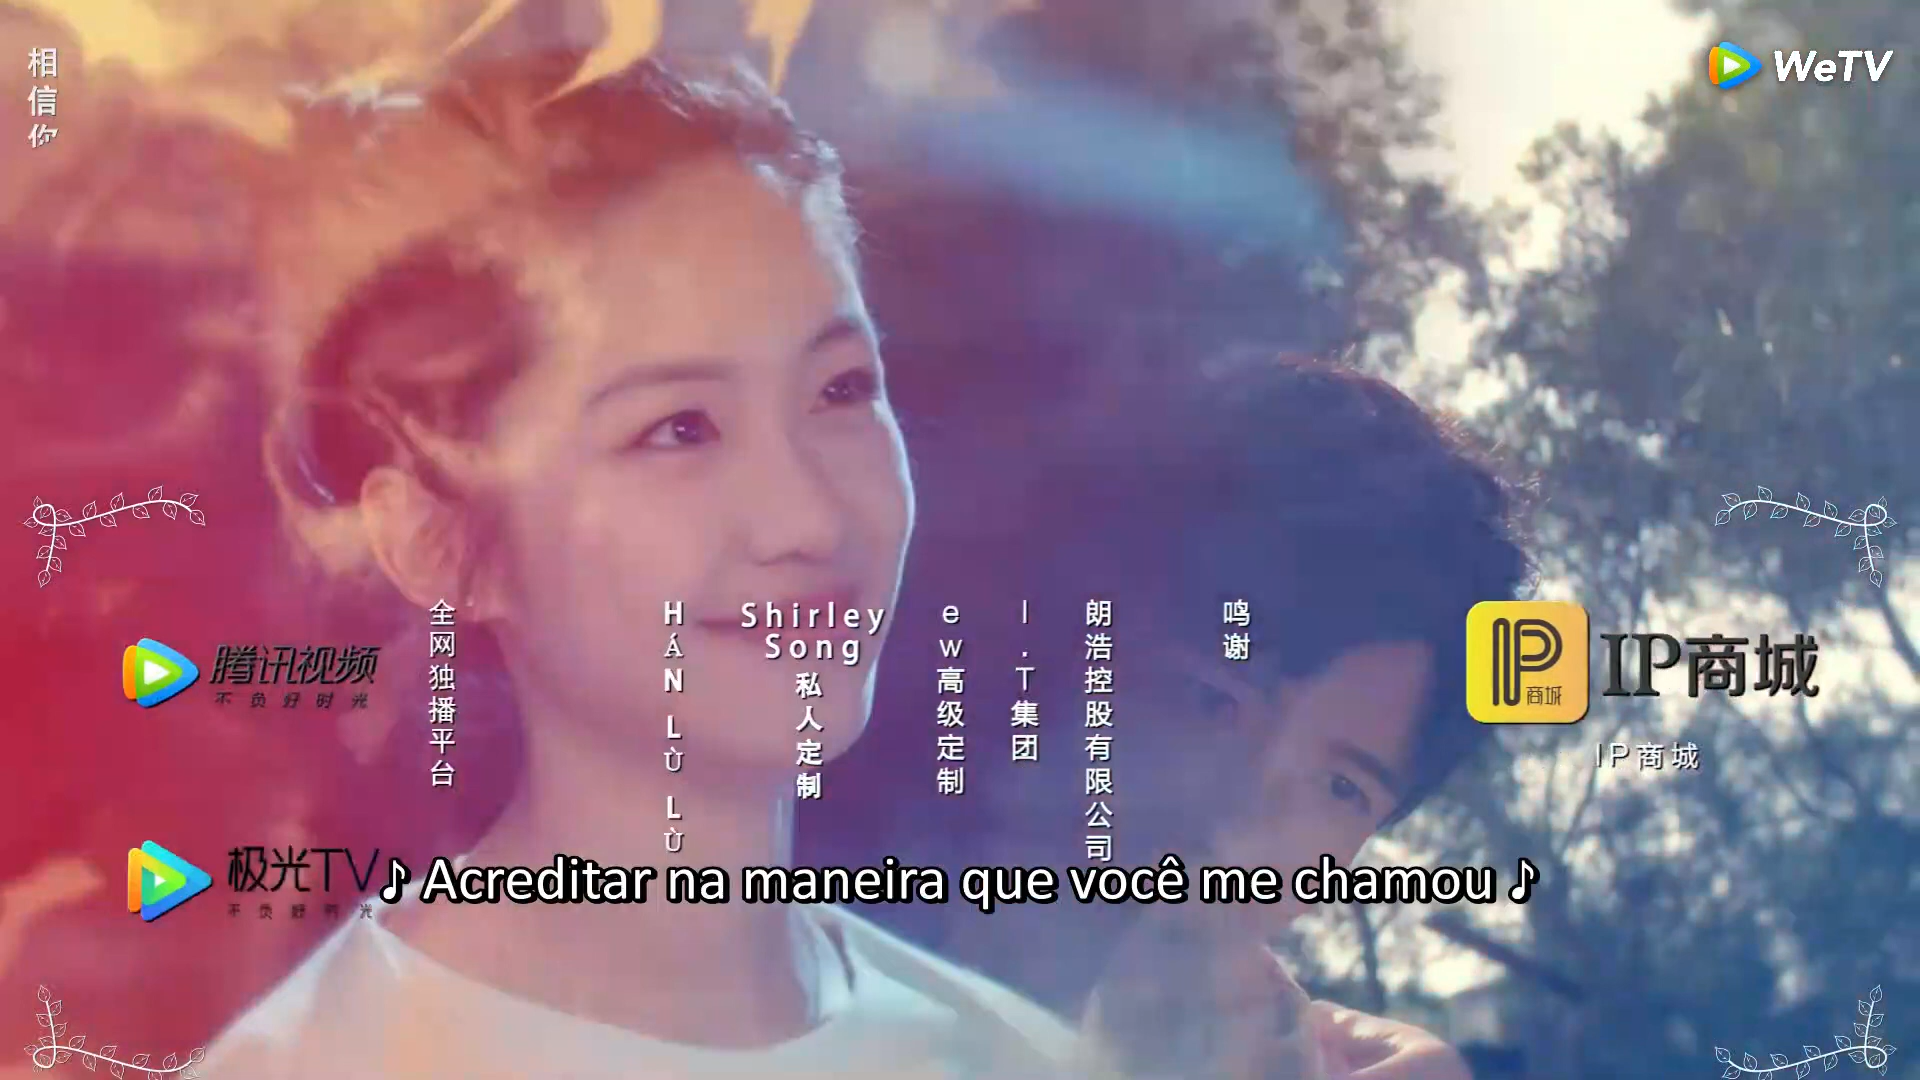 相信你
WeTV
腾讯视频
不负好时光
全网独播平台
HÁN LÙ LÙ
Shirley
Song
私人定制
ew高级定制
I.T集团
朗浩控股有限公司
鸣谢
IP商城
商城
IP商城
极光TV
不负好时光
♪ Acreditar na maneira que você me chamou ♪